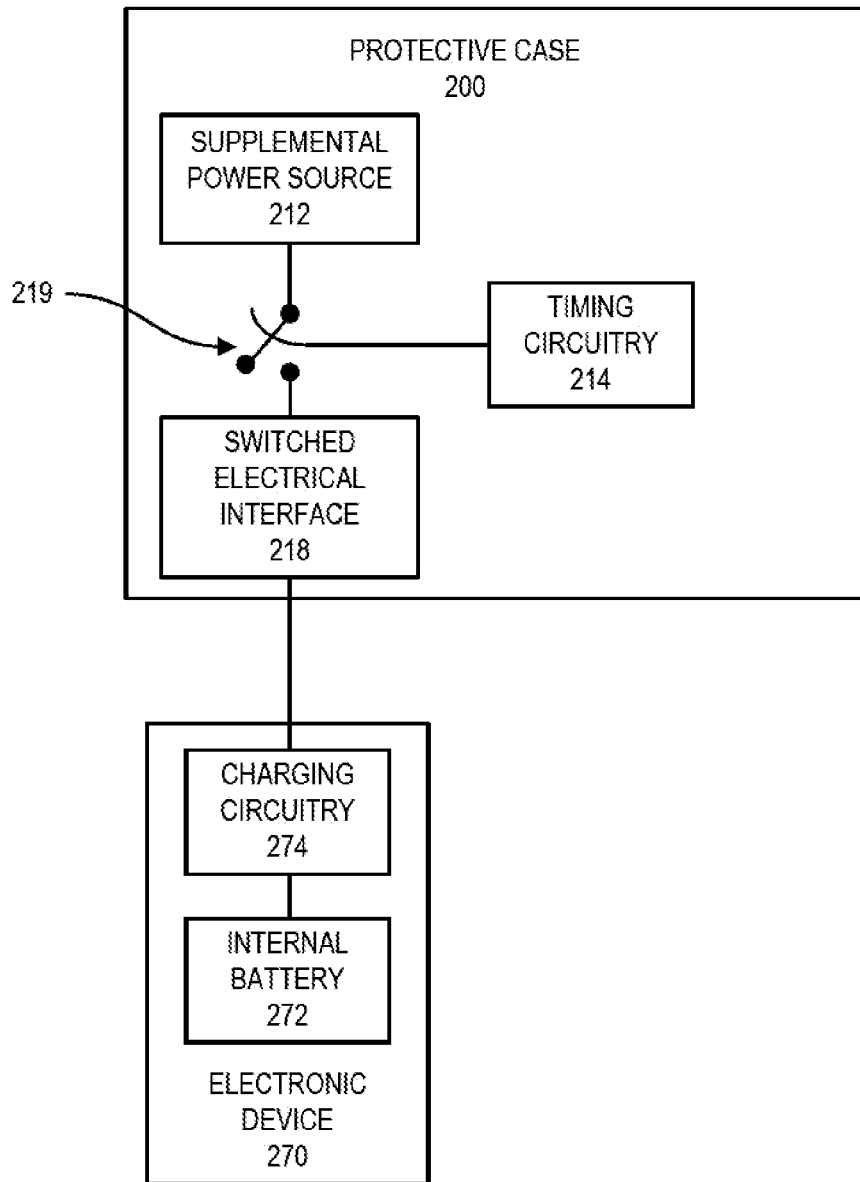 PROTECTIVE CASE
200
SUPPLEMENTAL
POWER SOURCE
212
219
TIMING
CIRCUITRY
214
SWITCHED
ELECTRICAL
INTERFACE
218
CHARGING
CIRCUITRY
274
INTERNAL
BATTERY
272
ELECTRONIC
DEVICE
270